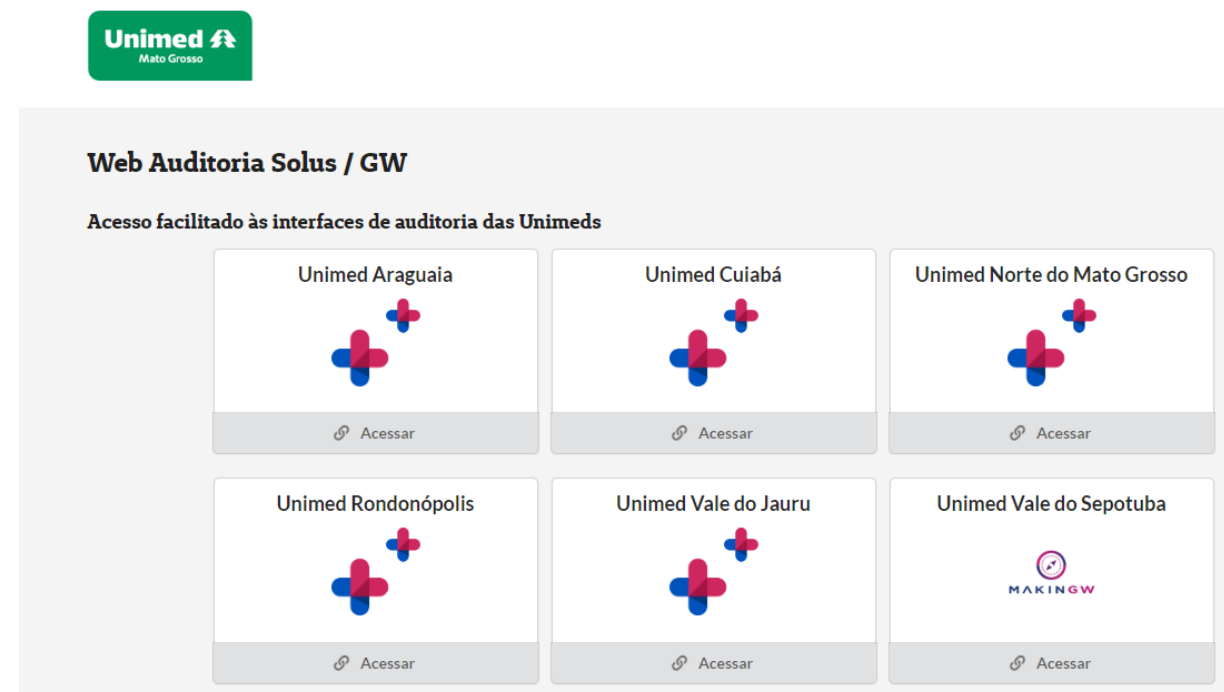 Unimed
Mato Grosso
Web Auditoria Solus / GW
Acesso facilitado às interfaces de auditoria das Unimeds
Unimed Araguaia
Unimed Cuiabá
Unimed Norte do Mato Grosso
Acessar
Acessar
Acessar
Unimed Rondonópolis
Unimed Vale do Jauru
Unimed Vale do Sepotuba
MAKINGW
Acessar
Acessar
Acessar